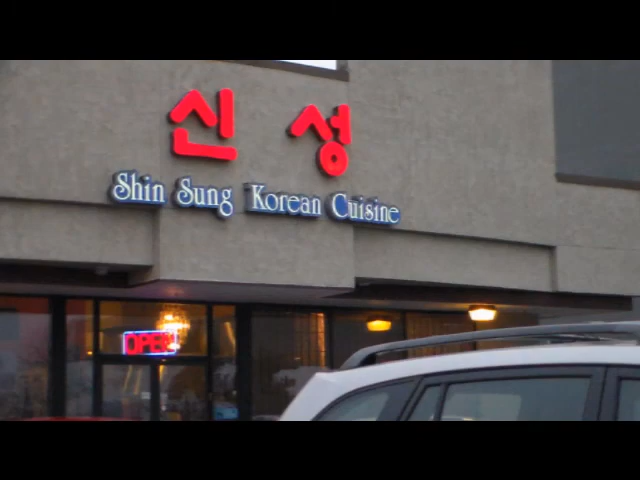 신 성
Shin Sung Korean Cuisine
OPEN